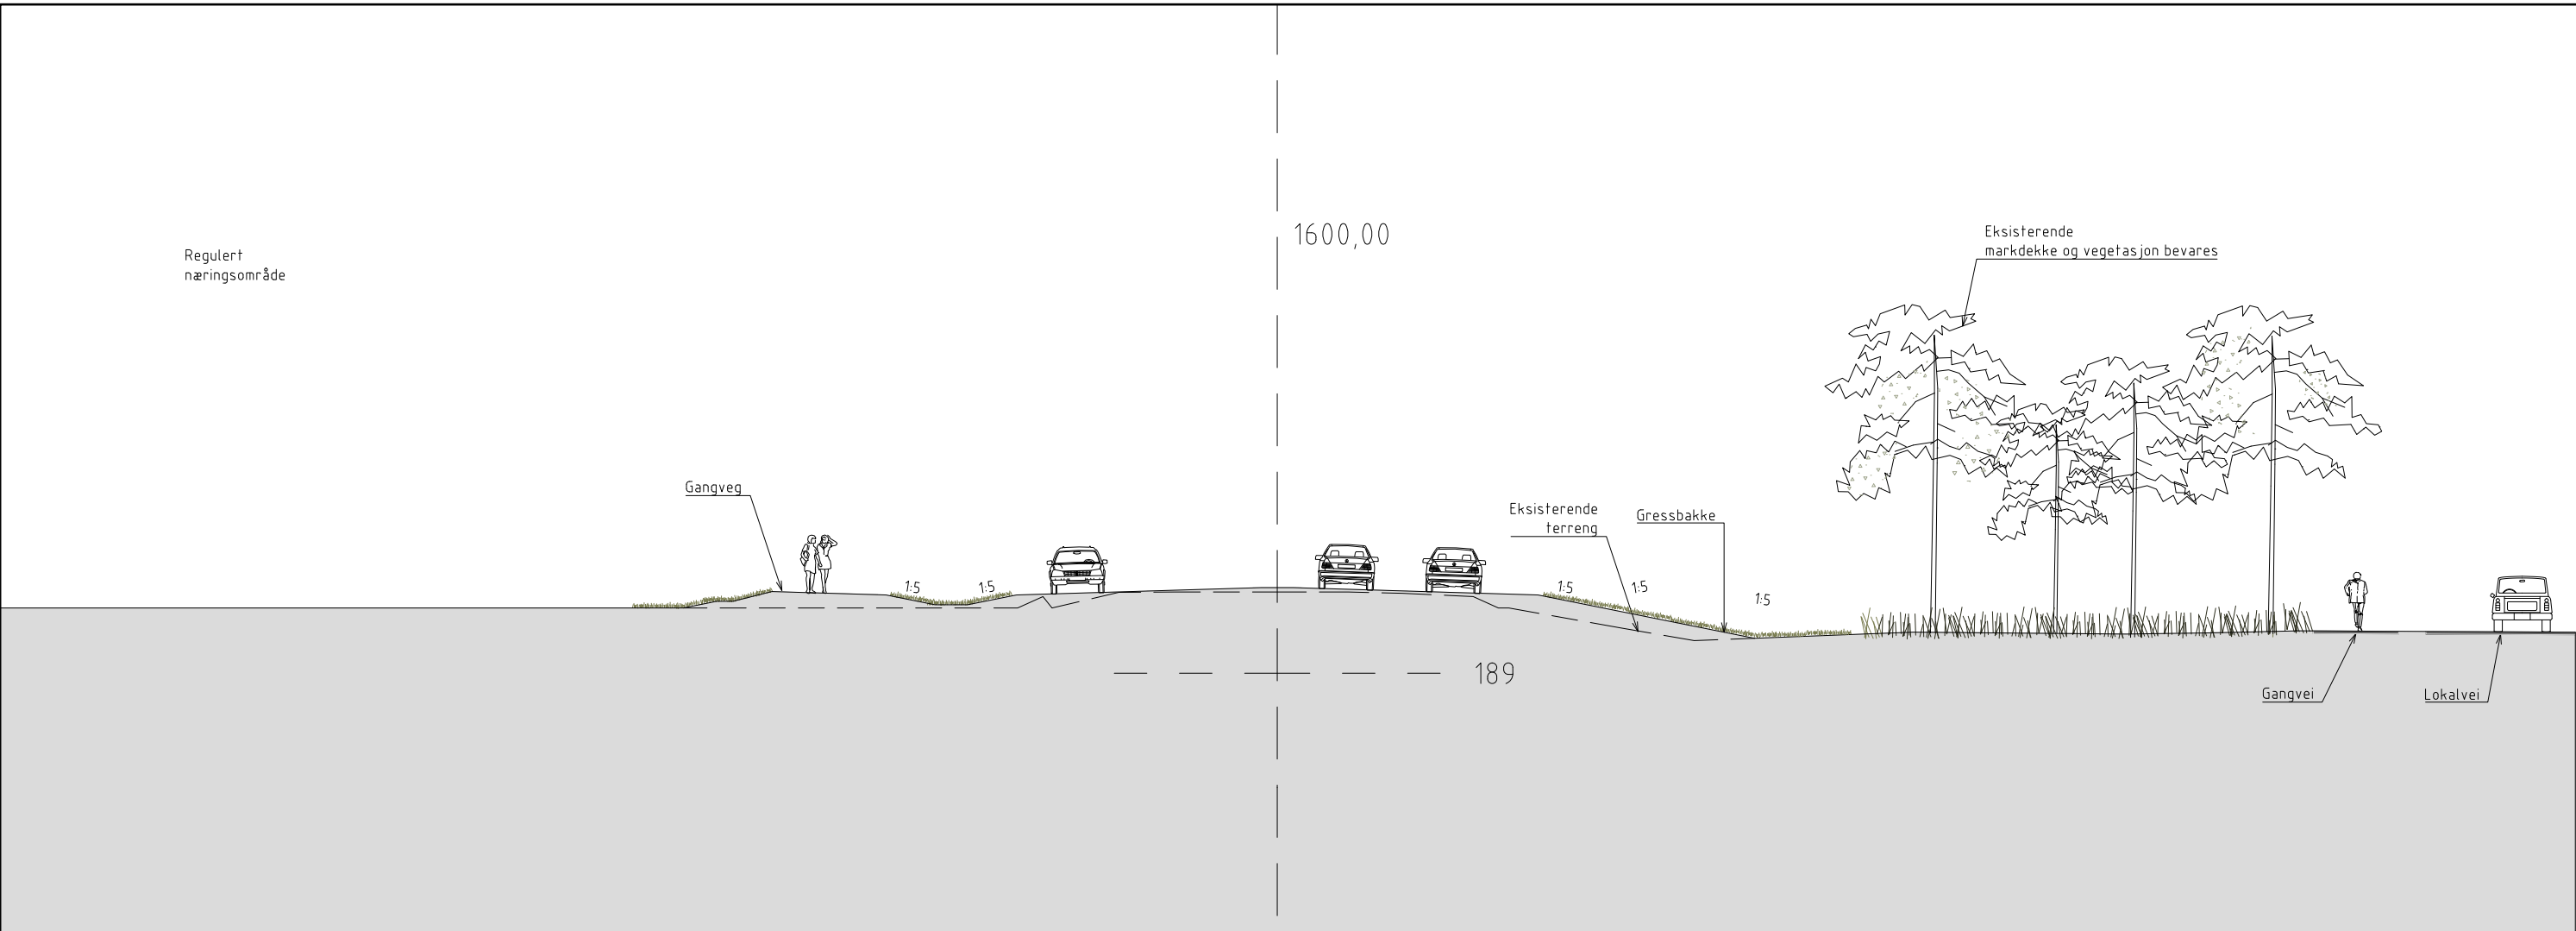 1600,00
Eksisterende
markdekke og vegetasjon bevares
Regulert
næringsområde
Gangveg
Eksisterende
terreng
Gressbakke
1:5
1:5
1:5
1:5
1:5
189
Gangvei
Lokalvei